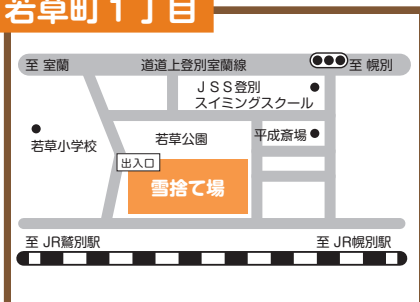 若草町1丁目
至 室蘭
道道上登別室蘭線
至 幌別
JSS登別
スイミングスクール
若草小学校
若草公園
平成斎場
出入口
雪捨て場
至 JR鷲別駅
至 JR幌別駅